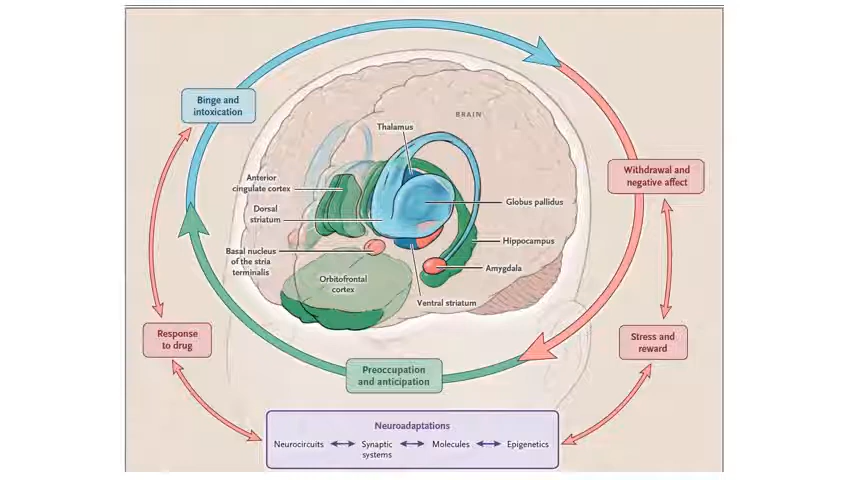 Binge and
intoxication
BRAIN
Thalamus
Withdrawal and
negative affect
Anterior
cingulate cortex
Globus pallidus
Dorsal
striatum
Hippocampus
Basal nucleus
of the stria
terminalis
Amygdala
Orbitofrontal
cortex
Ventral striatum
Response
to drug
Stress and
reward
Preoccupation
and anticipation
Neuroadaptations
Neurocircuits
Synaptic
systems
Molecules
Epigenetics